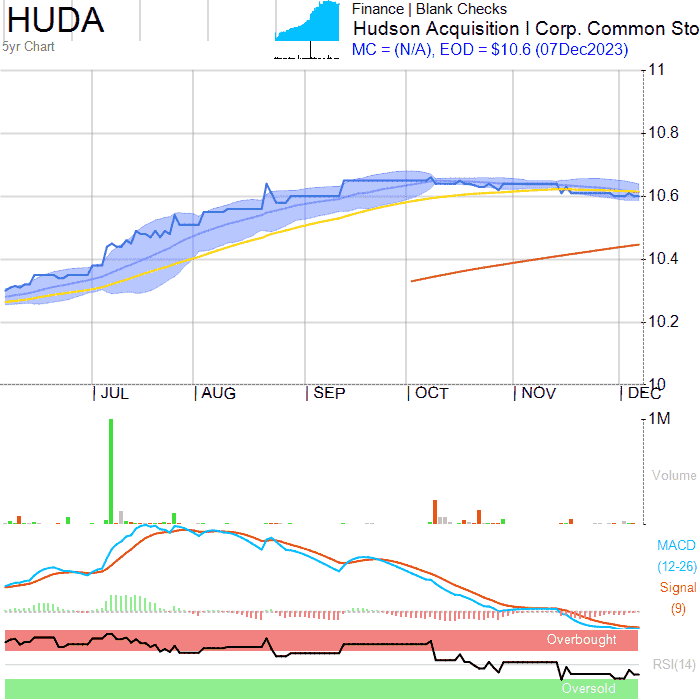 HUDA
5yr Chart
Finance | Blank Checks
Hudson Acquisition I Corp. Common Sto
MC = (N/A), EOD = $10.6 (07Dec2023)
11
10.8
10.6
10.4
10.2
10
JUL AUG SEP OCT NOV DEC
1M
Volume
MACD
(12-26)
Signal
(9)
Overbought
RSI(14)
Oversold